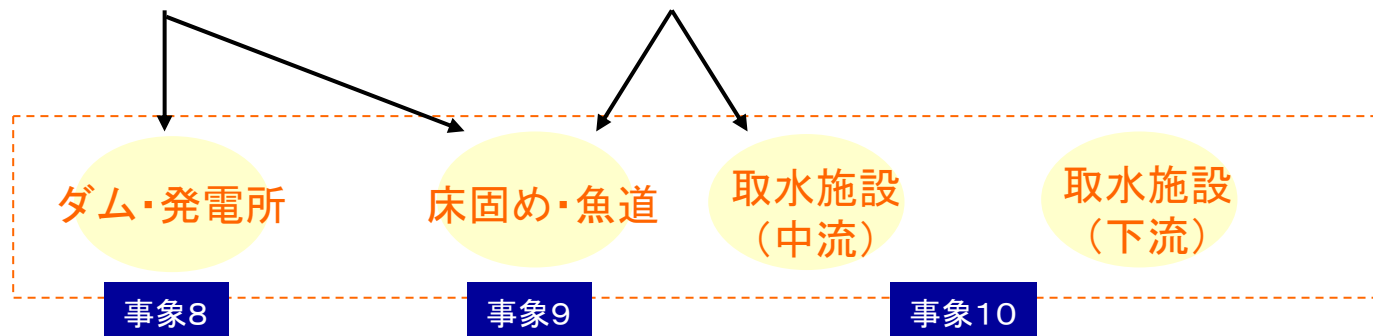 ダム・発電所
床固め・魚道
取水施設
（中流）
取水施設
（下流）
事象8
事象9
事象10